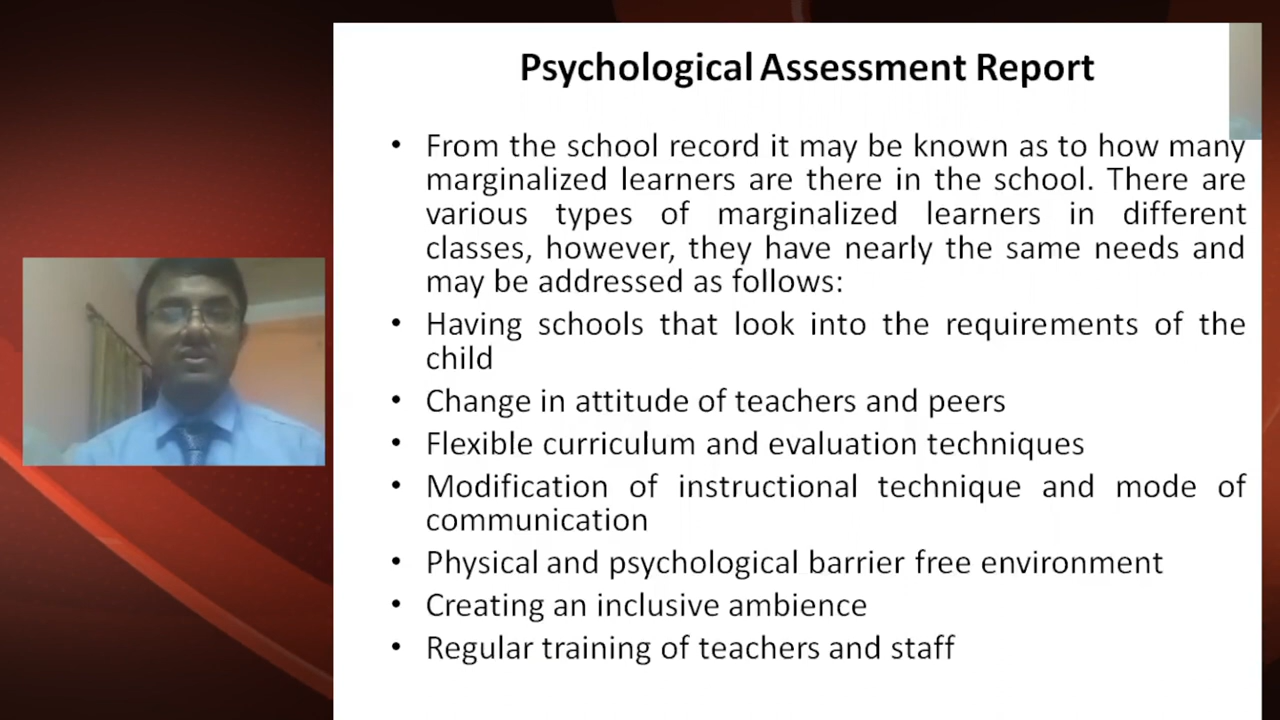 Psychological Assessment Report
• From the school record it may be known as to how many
marginalized learners are there in the school. There are
various types of marginalized learners in different
classes, however, they have nearly the same needs and
may be addressed as follows:
• Having schools that look into the requirements of the
child
• Change in attitude of teachers and peers
• Flexible curriculum and evaluation techniques
• Modification of instructional technique and mode of
communication
• Physical and psychological barrier free environment
• Creating an inclusive ambience
• Regular training of teachers and staff